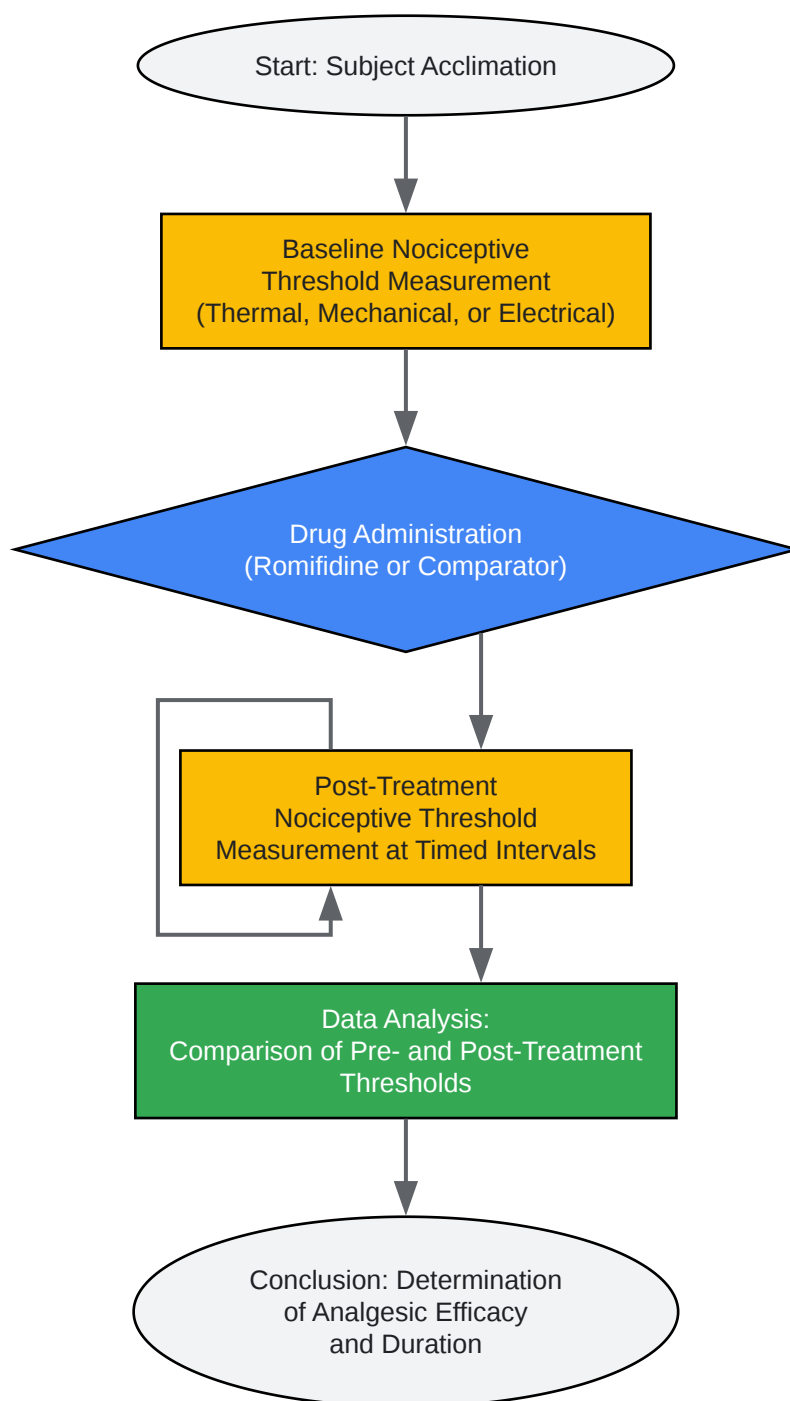 Start: Subject Acclimation
Baseline Nociceptive
Threshold Measurement
(Thermal, Mechanical, or Electrical)
Drug Administration
(Romifidine or Comparator)
Post-Treatment
Nociceptive Threshold
Measurement at Timed Intervals
Data Analysis:
Comparison of Pre- and Post-Treatment
Thresholds
Conclusion: Determination
of Analgesic Efficacy
and Duration